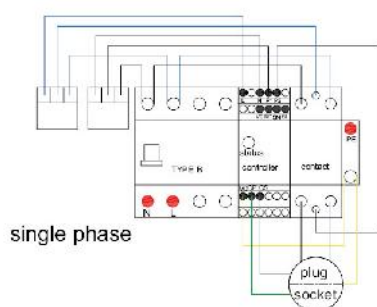 PE
status
TYPE B
controller
contact
N
L
single phase
plug
socket